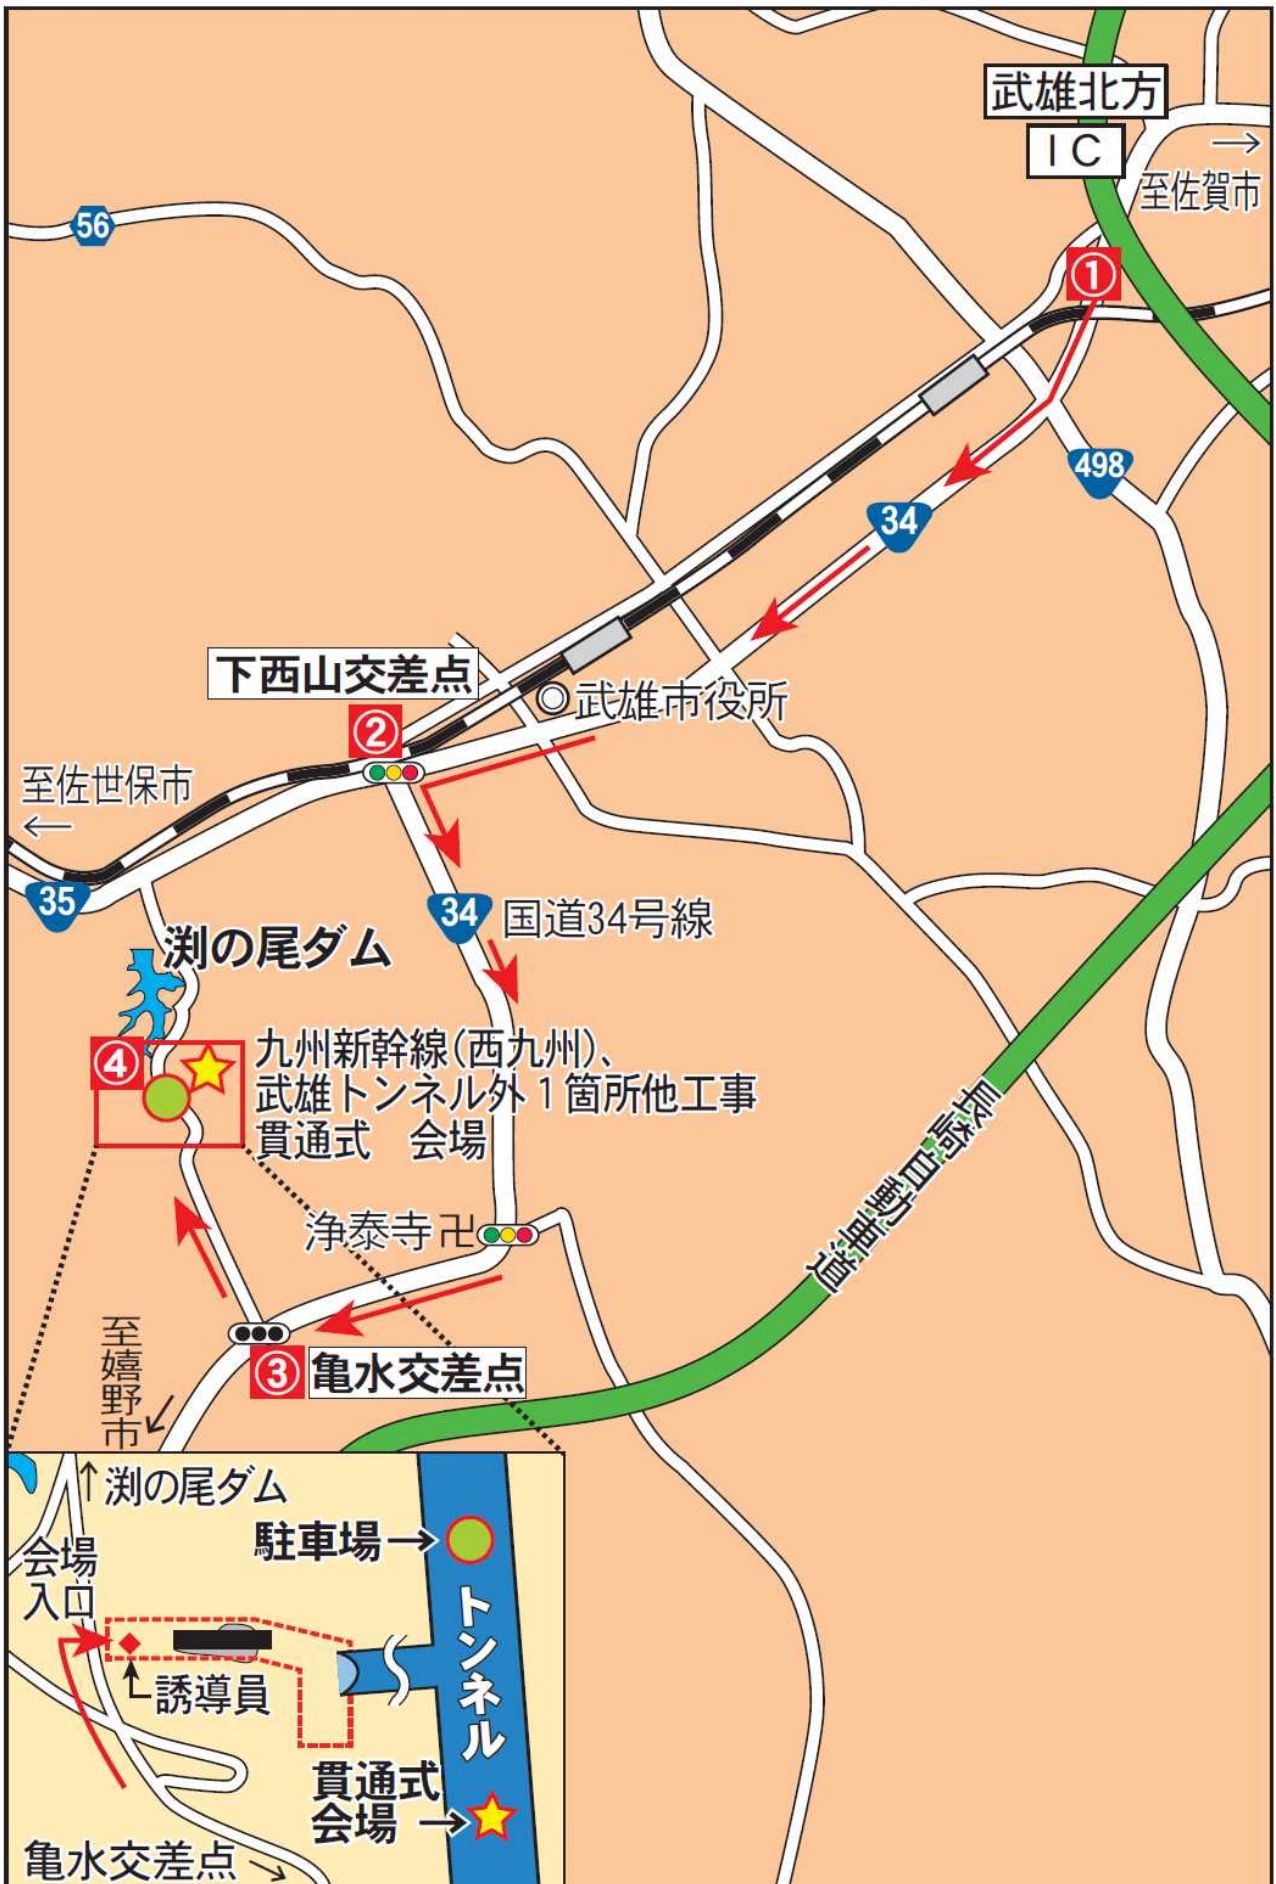 武雄北方
IC
→
至佐賀市
56
①
498
34
下西山交差点
②
武雄市役所
至佐世保市
←
35
34
国道34号線
渕の尾ダム
④
九州新幹線(西九州)、
武雄トンネル外1箇所他工事
貫通式 会場
長崎自動車道
浄泰寺卍
至嬉野市
③
亀水交差点
↑渕の尾ダム
駐車場→
会場
入口
トンネル
誘導員
貫通式
会場→
亀水交差点